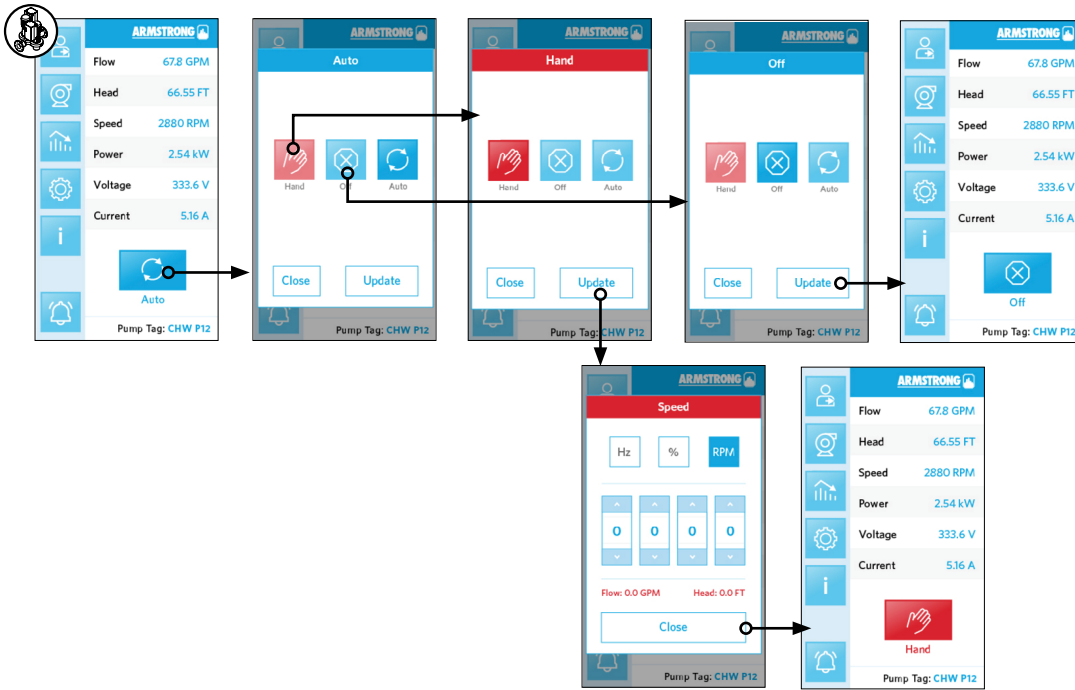 ARMSTRONG
Flow 67.8 GPM
Head 66.55 FT
Speed 2880 RPM
Power 2.54 kW
Voltage 333.6 V
Current 5.16 A
i
Auto
Pump Tag: CHW P12
ARMSTRONG
Auto
Hand Off Auto
Close Update
Pump Tag: CHW P12
ARMSTRONG
Hand
Hand Off Auto
Close Update
Pump Tag: CHW P12
ARMSTRONG
Off
Hand Off Auto
Close Update
Pump Tag: CHW P12
ARMSTRONG
Flow 67.8 GPM
Head 66.55 FT
Speed 2880 RPM
Power 2.54 kW
Voltage 333.6 V
Current 5.16 A
i
Off
Pump Tag: CHW P12
ARMSTRONG
Speed
Hz % RPM
0 0 0 0
Flow: 0.0 GPM Head: 0.0 FT
Close
Pump Tag: CHW P12
ARMSTRONG
Flow 67.8 GPM
Head 66.55 FT
Speed 2880 RPM
Power 2.54 kW
Voltage 333.6 V
Current 5.16 A
i
Hand
Pump Tag: CHW P12